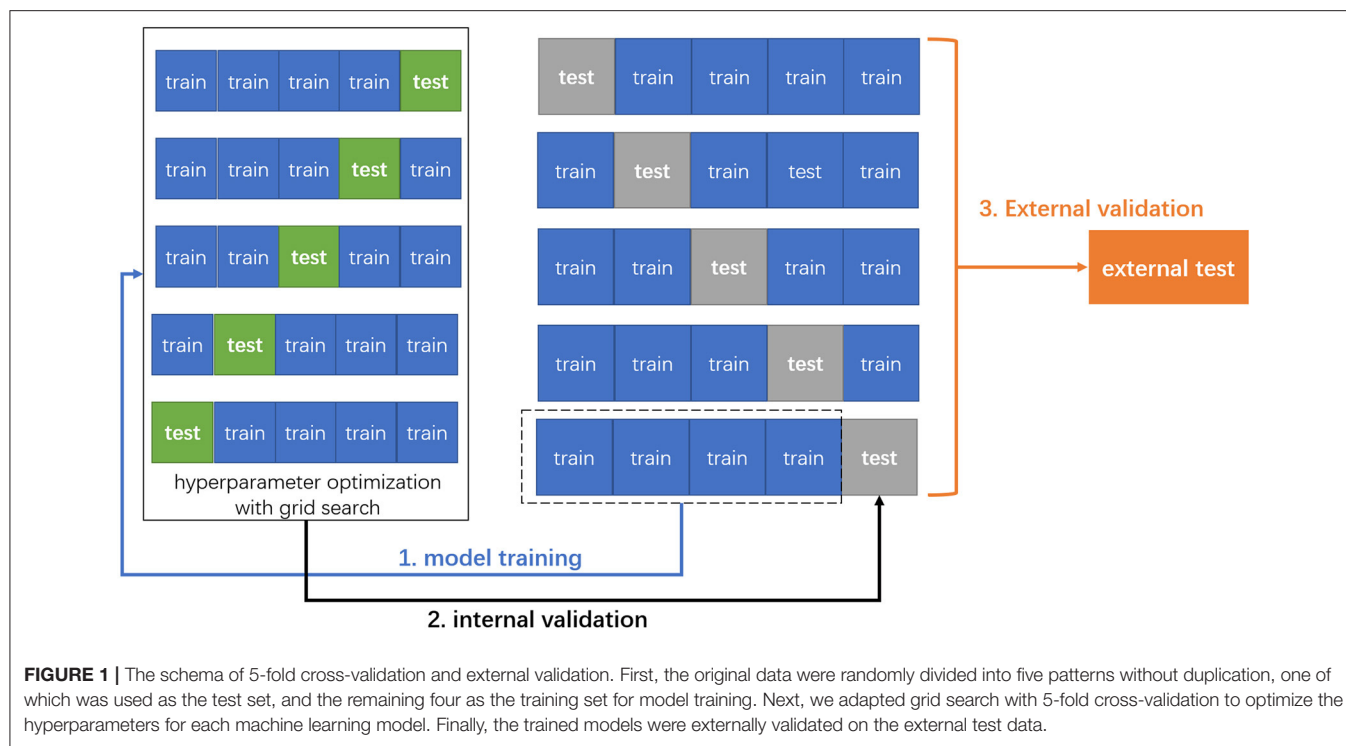 train train train train test
train train train test train
train train test train train
train test train train train
test train train train train
hyperparameter optimization
with grid search
test train train train train
train test train test train
train train test train train
train train train test train
train train train train test
1. model training
2. internal validation
3. External validation
external test
FIGURE 1 | The schema of 5-fold cross-validation and external validation. First, the original data were randomly divided into five patterns without duplication, one of
which was used as the test set, and the remaining four as the training set for model training. Next, we adapted grid search with 5-fold cross-validation to optimize the
hyperparameters for each machine learning model. Finally, the trained models were externally validated on the external test data.